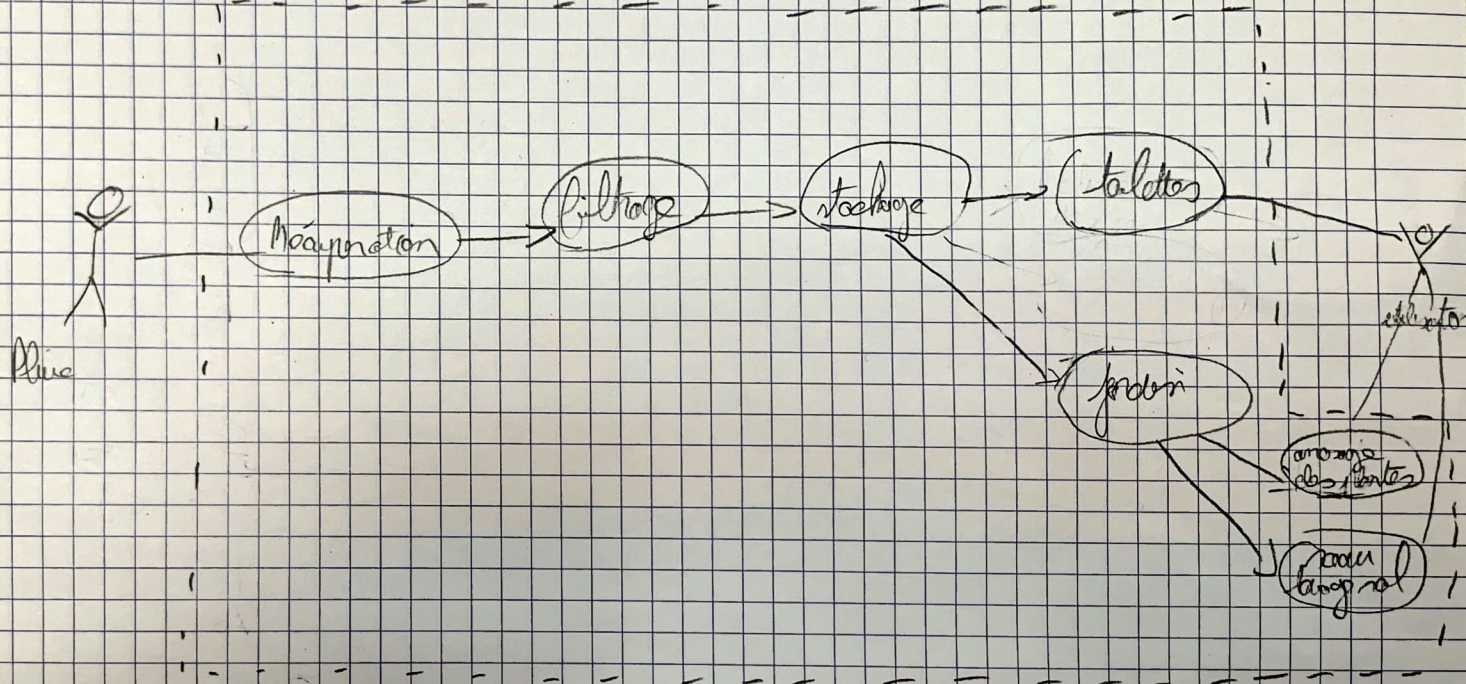 Récupération
filtrage
stockage
toilettes
Pluie
jardin
arrosage
des plantes